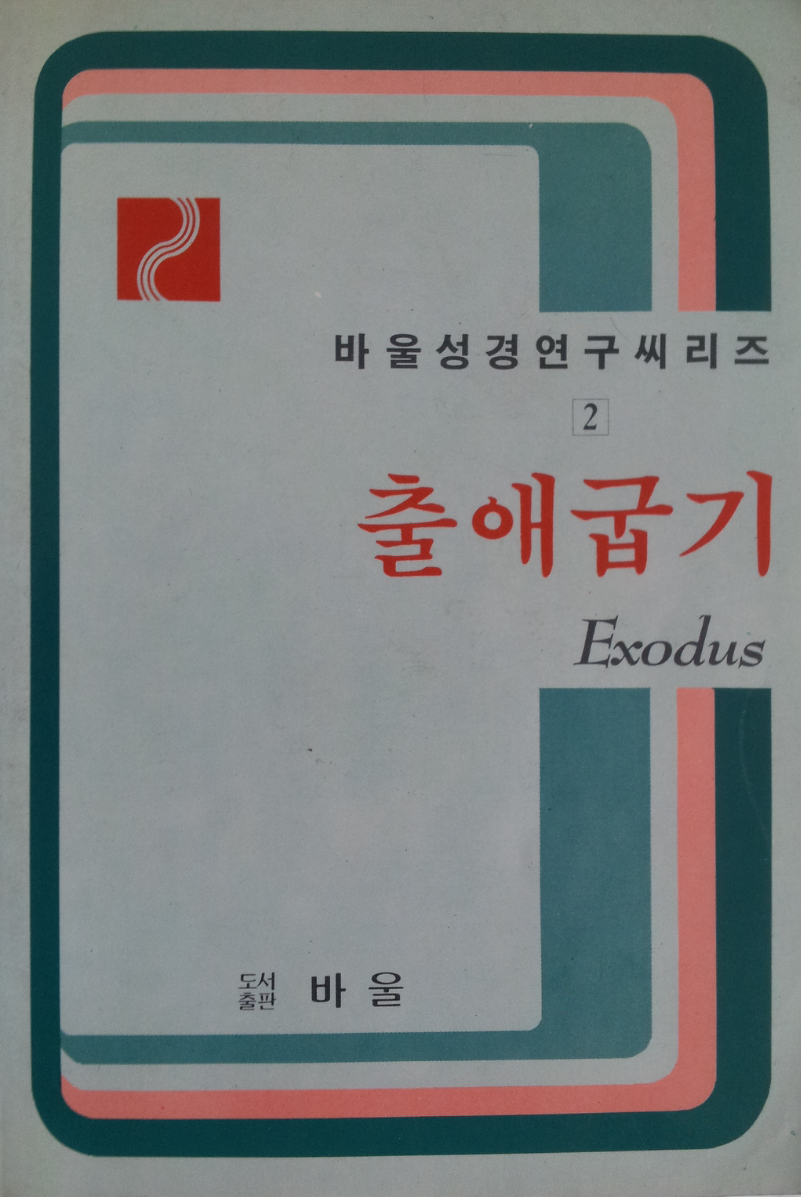 바울성경연구씨리즈
2
출애굽기
Exodus
도서
출판 바울